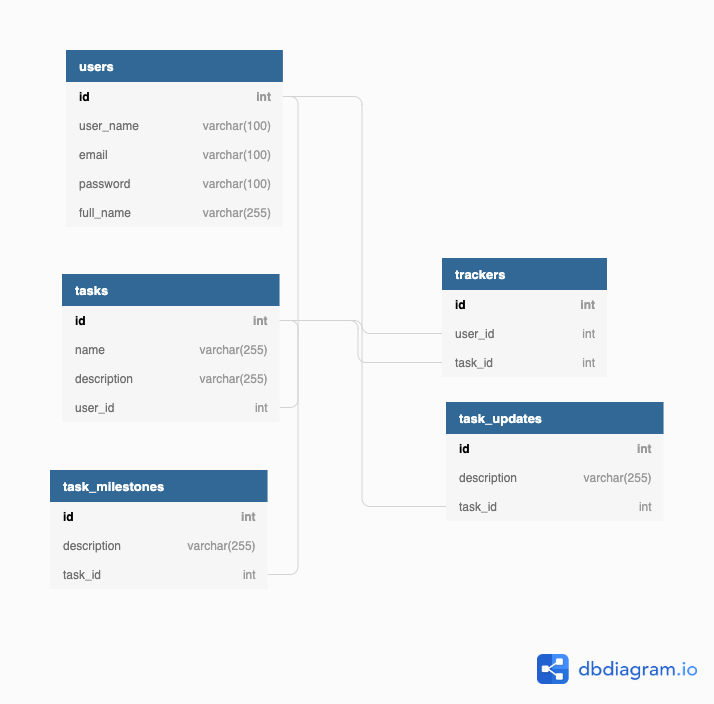 users
id int
user_name varchar(100)
email varchar(100)
password varchar(100)
full_name varchar(255)
tasks
id int
name varchar(255)
description varchar(255)
user_id int
task_milestones
id int
description varchar(255)
task_id int
trackers
id int
user_id int
task_id int
task_updates
id int
description varchar(255)
task_id int
dbdiagram.io